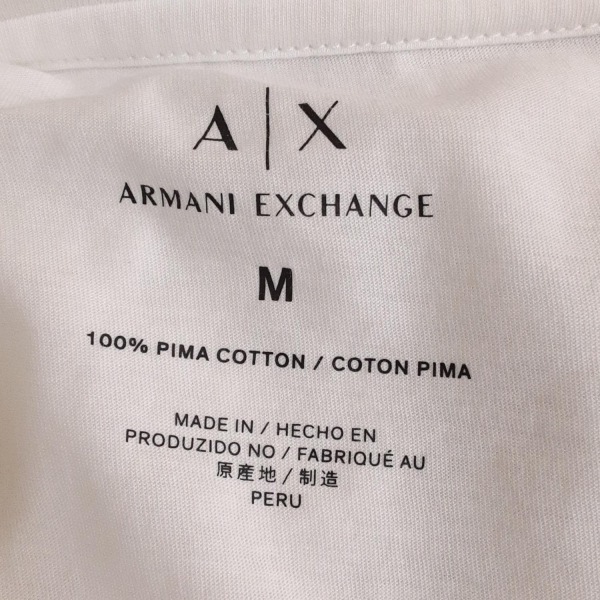 A|X
ARMANI EXCHANGE
M
100% PIMA COTTON / COTON PIMA
MADE IN / HECHO EN
PRODUZIDO NO / FABRIQUÉ AU
原産地 / 制造
PERU